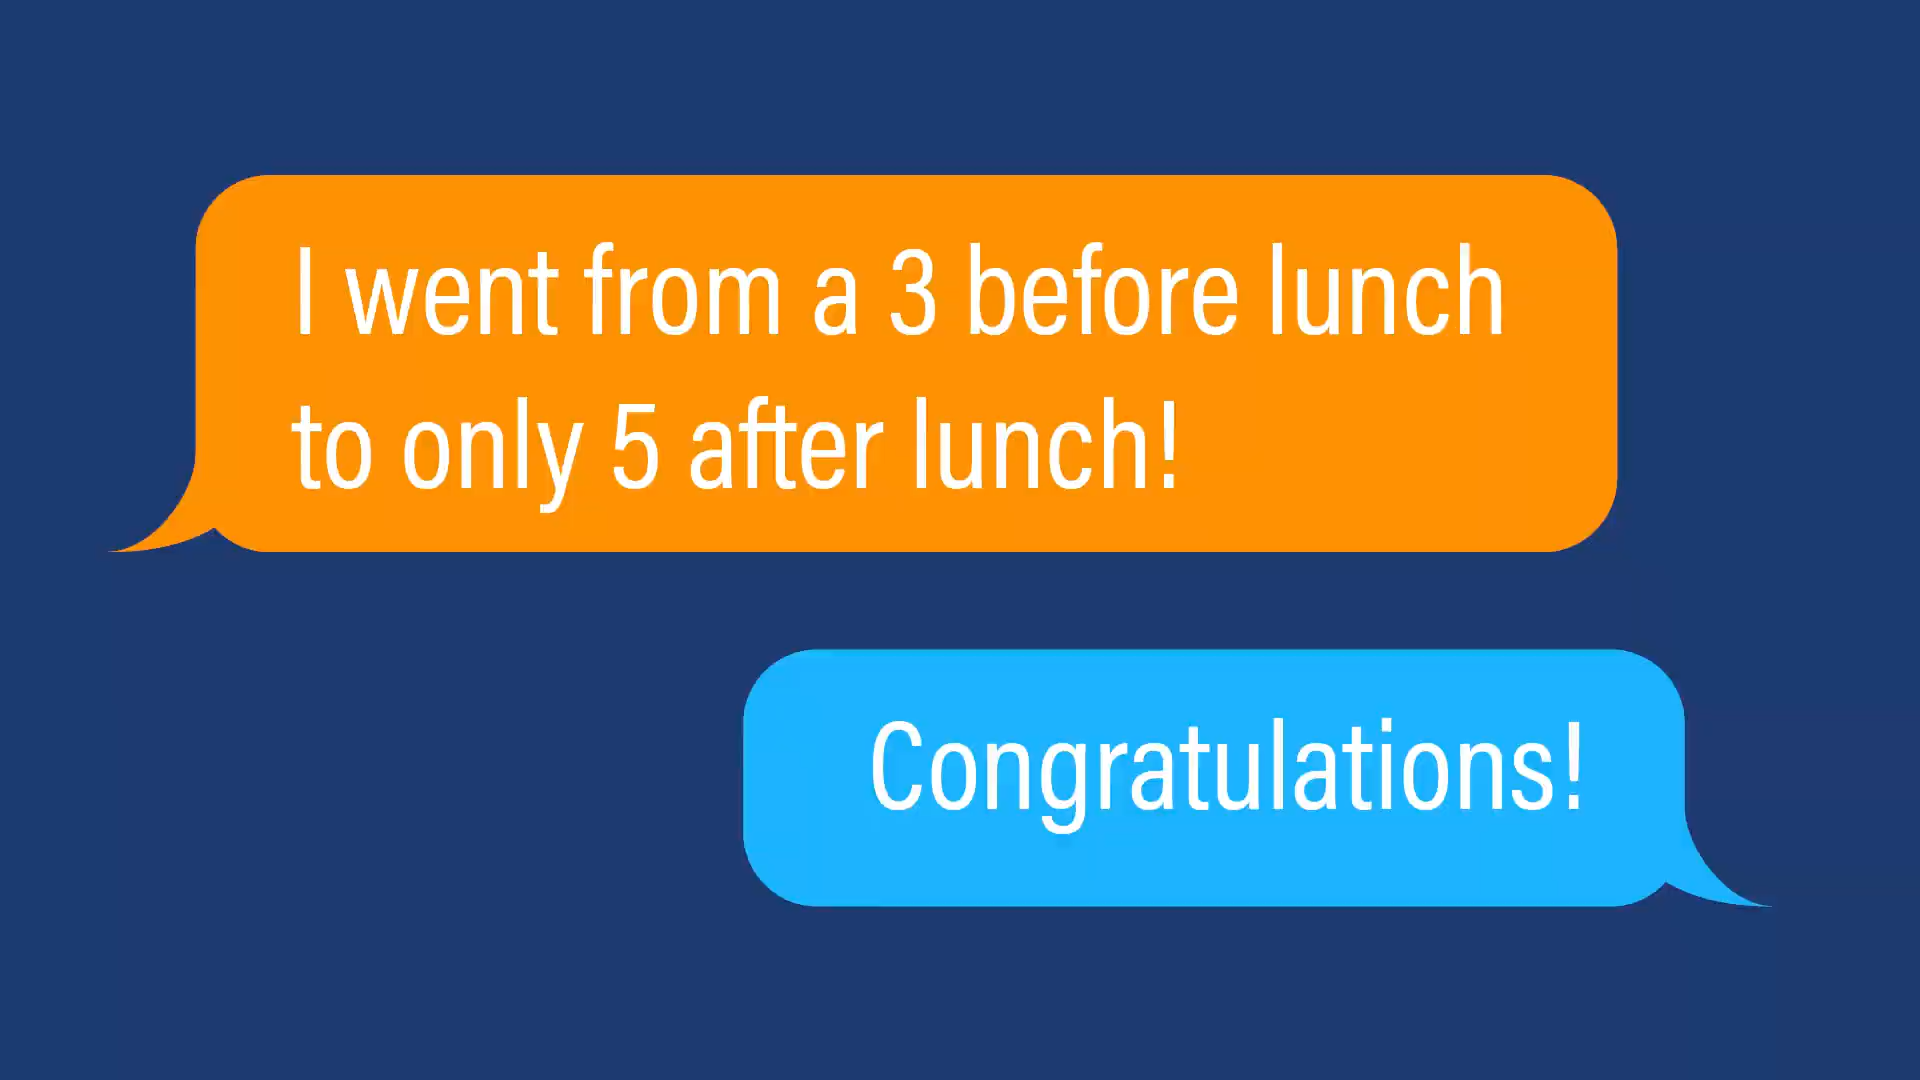 I went from a 3 before lunch
to only 5 after lunch!
Congratulations!